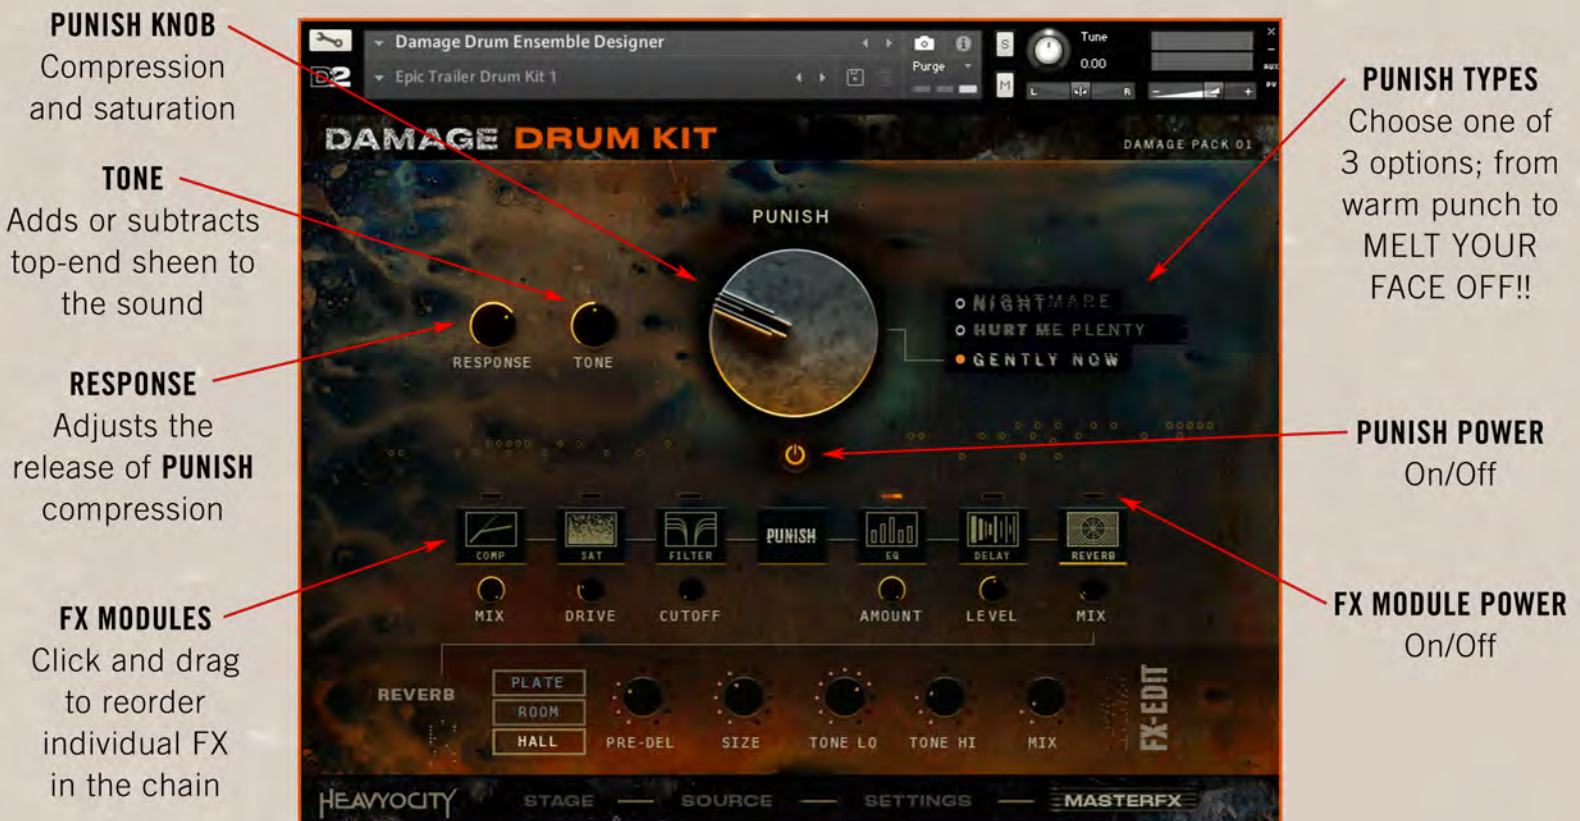 PUNISH KNOB
Compression
and saturation
TONE
Adds or subtracts
top-end sheen to
the sound
RESPONSE
Adjusts the
release of PUNISH
compression
FX MODULES
Click and drag
to reorder
individual FX
in the chain
Damage Drum Ensemble Designer
D2
Epic Trailer Drum Kit 1
Purge
S
M
Tune
0.00
L
R
-
+
×
-
AUX
PV
DAMAGE DRUM KIT
DAMAGE PACK 01
PUNISH
RESPONSE
TONE
NIGHTMARE
HURT ME PLENTY
GENTLY NOW
COMP
SAT
FILTER
PUNISH
EQ
DELAY
REVERB
MIX
DRIVE
CUTOFF
AMOUNT
LEVEL
MIX
REVERB
PLATE
ROOM
HALL
PRE-DEL
SIZE
TONE LO
TONE HI
MIX
FX-EDIT
HEAVYOCITY
STAGE
SOURCE
SETTINGS
MASTERFX
PUNISH TYPES
Choose one of
3 options; from
warm punch to
MELT YOUR
FACE OFF!!
PUNISH POWER
On/Off
FX MODULE POWER
On/Off